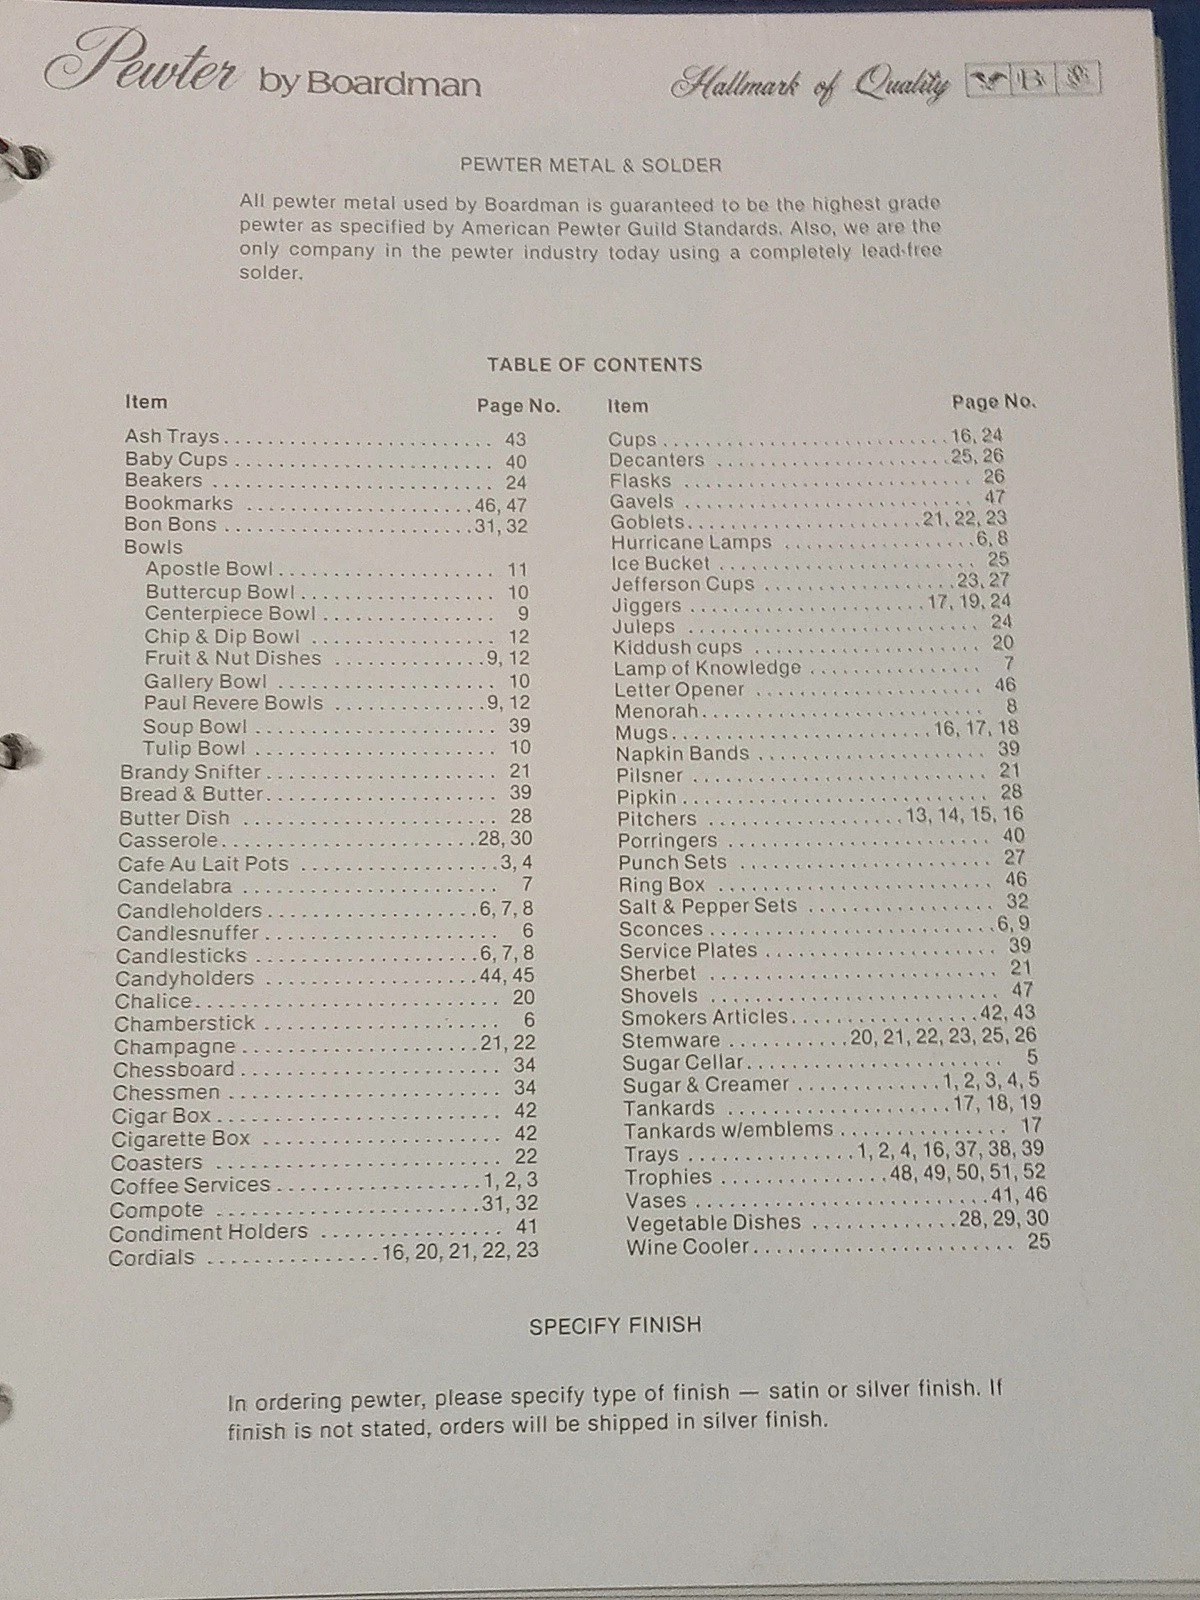 Pewter by Boardman
Hallmark of Quality B
PEWTER METAL & SOLDER
All pewter metal used by Boardman is guaranteed to be the highest grade
pewter as specified by American Pewter Guild Standards. Also, we are the
only company in the pewter industry today using a completely lead-free
solder.
TABLE OF CONTENTS
Item Page No.
Ash Trays 43
Baby Cups 40
Beakers 24
Bookmarks 46, 47
Bon Bons 31, 32
Bowls
Apostle Bowl 11
Buttercup Bowl 10
Centerpiece Bowl 9
Chip & Dip Bowl 12
Fruit & Nut Dishes 9, 12
Gallery Bowl 10
Paul Revere Bowls 9, 12
Soup Bowl 39
Tulip Bowl 10
Brandy Snifter 21
Bread & Butter 39
Butter Dish 28
Casserole 28, 30
Cafe Au Lait Pots 3, 4
Candelabra 7
Candleholders 6, 7, 8
Candlesnuffer 6
Candlesticks 6, 7, 8
Candyholders 44, 45
Chalice 20
Chamberstick 6
Champagne 21, 22
Chessboard 34
Chessmen 34
Cigar Box 42
Cigarette Box 42
Coasters 22
Coffee Services 1, 2, 3
Compote 31, 32
Condiment Holders 41
Cordials 16, 20, 21, 22, 23
Item Page No.
Cups 16, 24
Decanters 25, 26
Flasks 26
Gavels 47
Goblets 21, 22, 23
Hurricane Lamps 6, 8
Ice Bucket 25
Jefferson Cups 23, 27
Jiggers 17, 19, 24
Juleps 24
Kiddush cups 20
Lamp of Knowledge 7
Letter Opener 46
Menorah 8
Mugs 16, 17, 18
Napkin Bands 39
Pilsner 21
Pipkin 28
Pitchers 13, 14, 15, 16
Porringers 40
Punch Sets 27
Ring Box 46
Salt & Pepper Sets 32
Sconces 6, 9
Service Plates 39
Sherbet 21
Shovels 47
Smokers Articles 42, 43
Stemware 20, 21, 22, 23, 25, 26
Sugar Cellar 5
Sugar & Creamer 1, 2, 3, 4, 5
Tankards 17, 18, 19
Tankards w/emblems 17
Trays 1, 2, 4, 16, 37, 38, 39
Trophies 48, 49, 50, 51, 52
Vases 41, 46
Vegetable Dishes 28, 29, 30
Wine Cooler 25
SPECIFY FINISH
In ordering pewter, please specify type of finish — satin or silver finish. If
finish is not stated, orders will be shipped in silver finish.